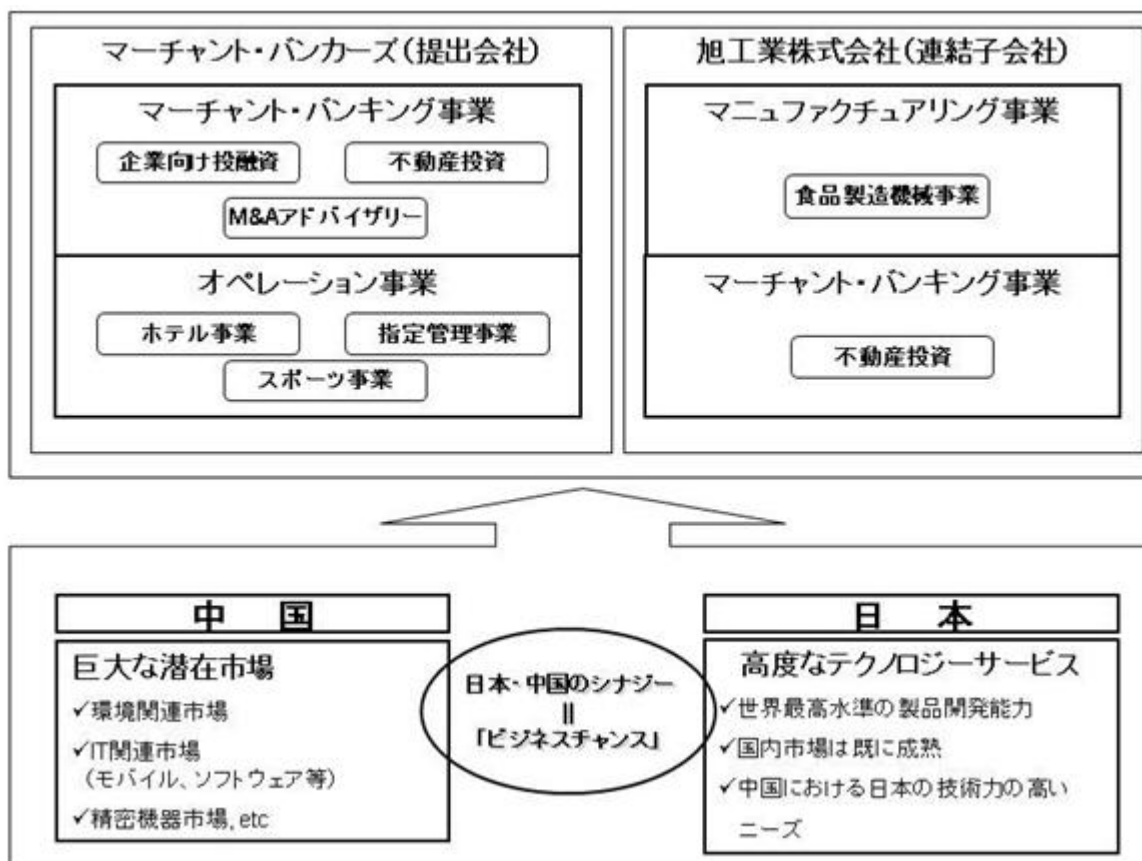 マーチャント・バンカーズ(提出会社)
マーチャント・バンキング事業
企業向け投融資
不動産投資
M&Aアドバイザリー
オペレーション事業
ホテル事業
指定管理事業
スポーツ事業
旭工業株式会社(連結子会社)
マニュファクチュアリング事業
食品製造機械事業
マーチャント・バンキング事業
不動産投資
中 国
巨大な潜在市場
✓環境関連市場
✓IT関連市場
(モバイル、ソフトウェア等)
✓精密機器市場, etc
日本・中国のシナジー
||
「ビジネスチャンス」
日 本
高度なテクノロジーサービス
✓世界最高水準の製品開発能力
✓国内市場は既に成熟
✓中国における日本の技術力の高い
ニーズ